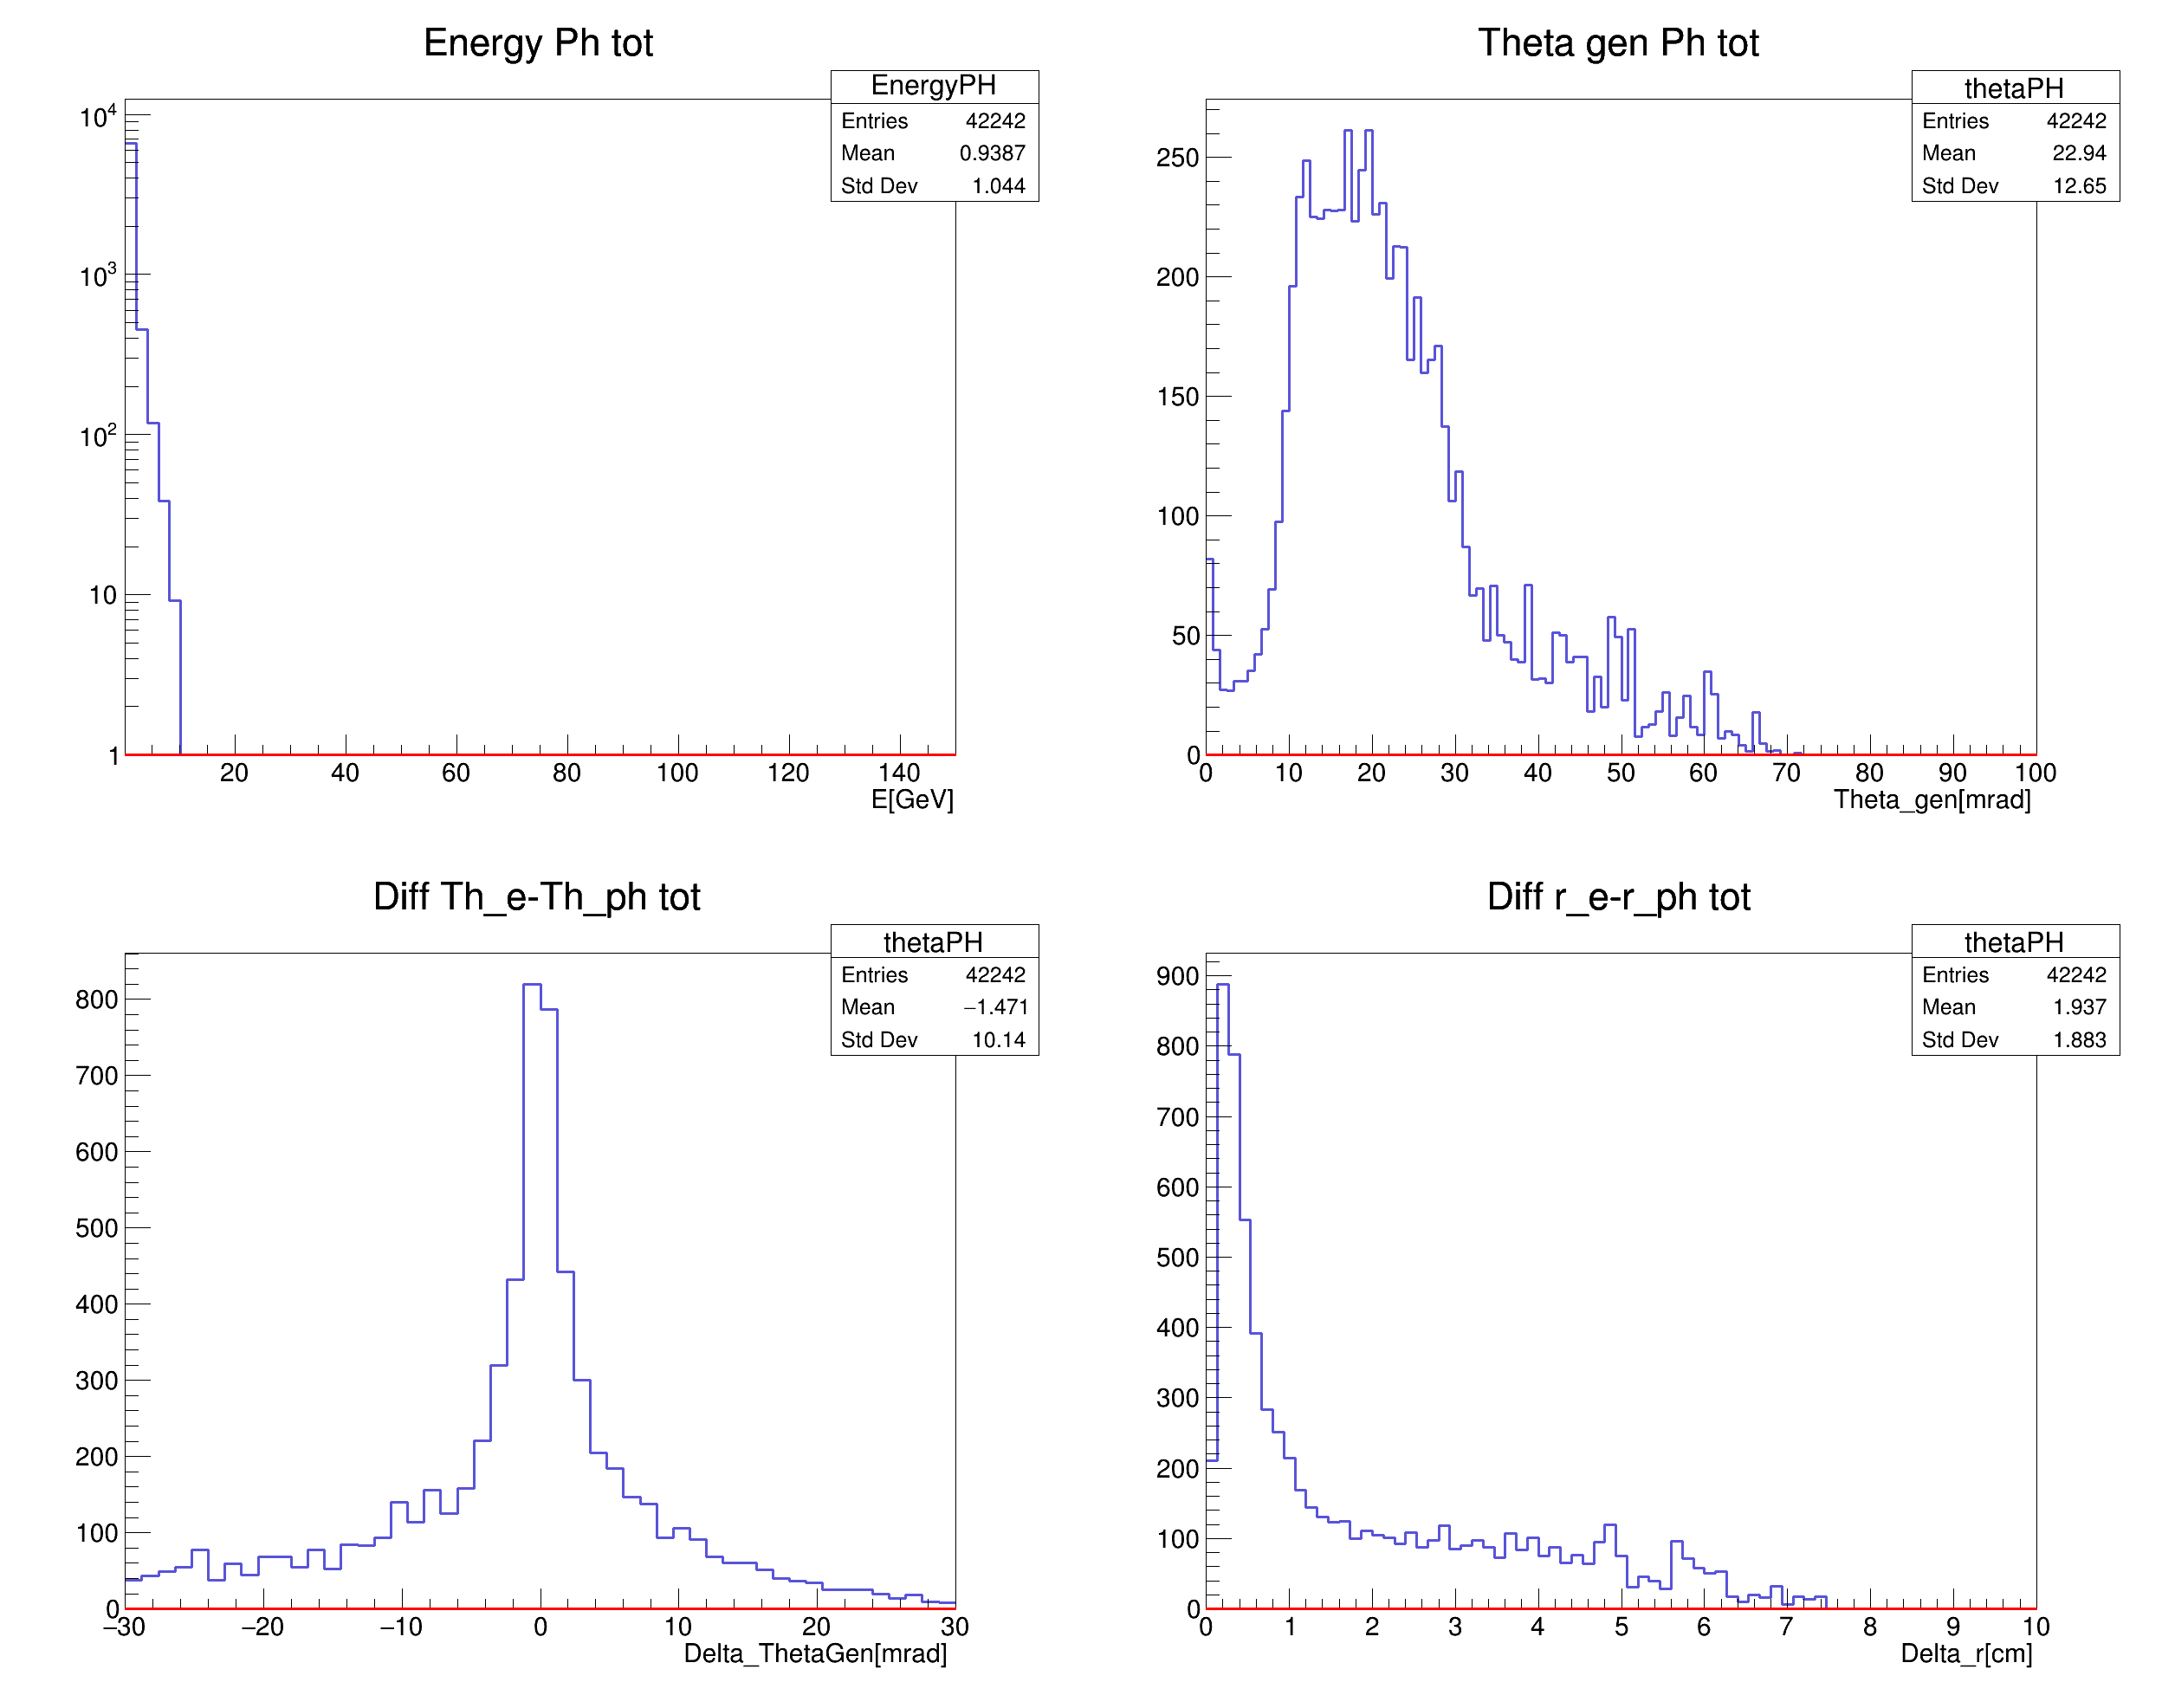 Energy Ph tot
EnergyPH
Entries 42242
Mean 0.9387
Std Dev 1.044
10^4
10^3
10^2
10
1
20 40 60 80 100 120 140
E[GeV]
Theta gen Ph tot
thetaPH
Entries 42242
Mean 22.94
Std Dev 12.65
250
200
150
100
50
0
0 10 20 30 40 50 60 70 80 90 100
Theta_gen[mrad]
Diff Th_e-Th_ph tot
thetaPH
Entries 42242
Mean −1.471
Std Dev 10.14
800
700
600
500
400
300
200
100
0
−30 −20 −10 0 10 20 30
Delta_ThetaGen[mrad]
Diff r_e-r_ph tot
thetaPH
Entries 42242
Mean 1.937
Std Dev 1.883
900
800
700
600
500
400
300
200
100
0
0 1 2 3 4 5 6 7 8 9 10
Delta_r[cm]